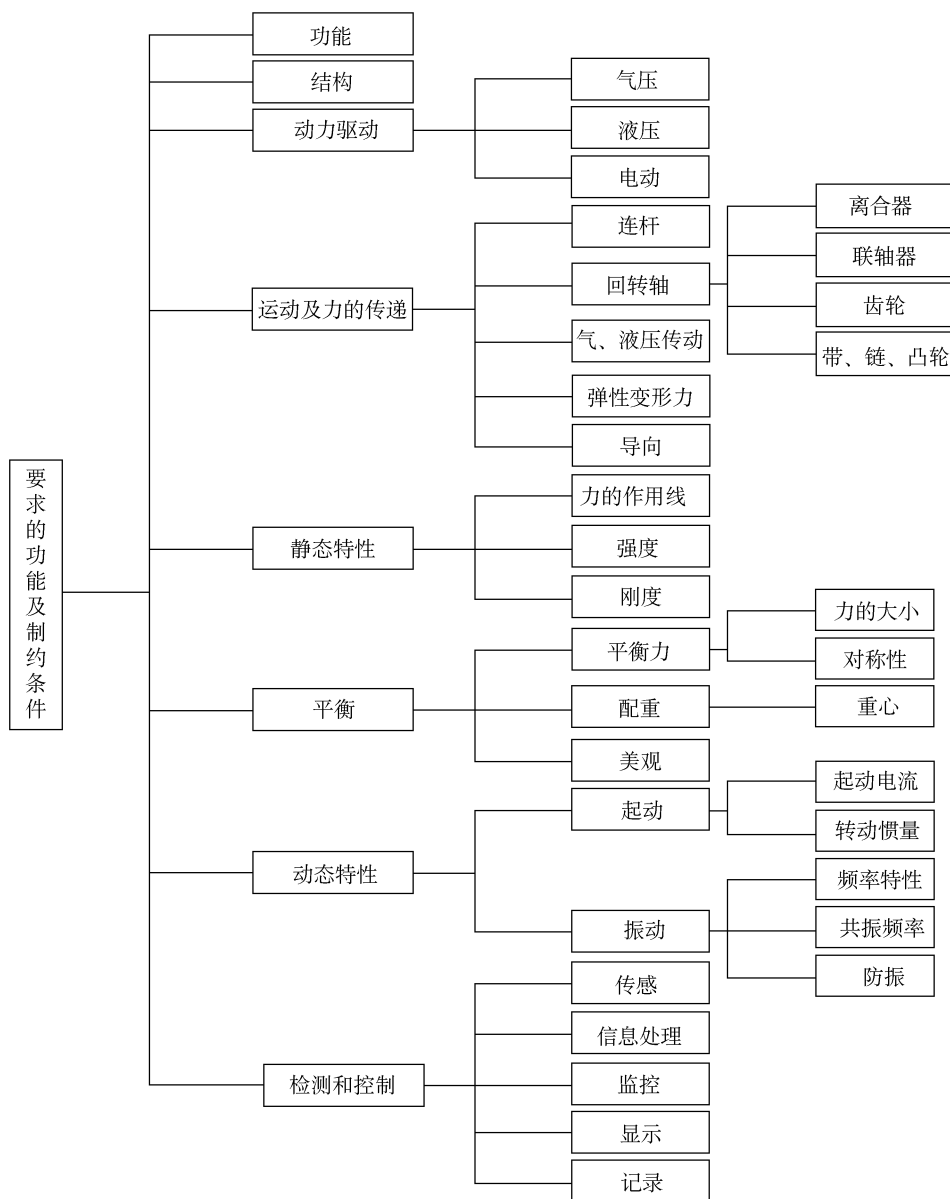 要求的功能及制约条件
功能
结构
动力驱动
气压
液压
电动
运动及力的传递
连杆
回转轴
离合器
联轴器
齿轮
带、链、凸轮
气、液压传动
弹性变形力
导向
静态特性
力的作用线
强度
刚度
平衡
平衡力
力的大小
对称性
配重
重心
美观
动态特性
起动
起动电流
转动惯量
振动
频率特性
共振频率
防振
检测和控制
传感
信息处理
监控
显示
记录